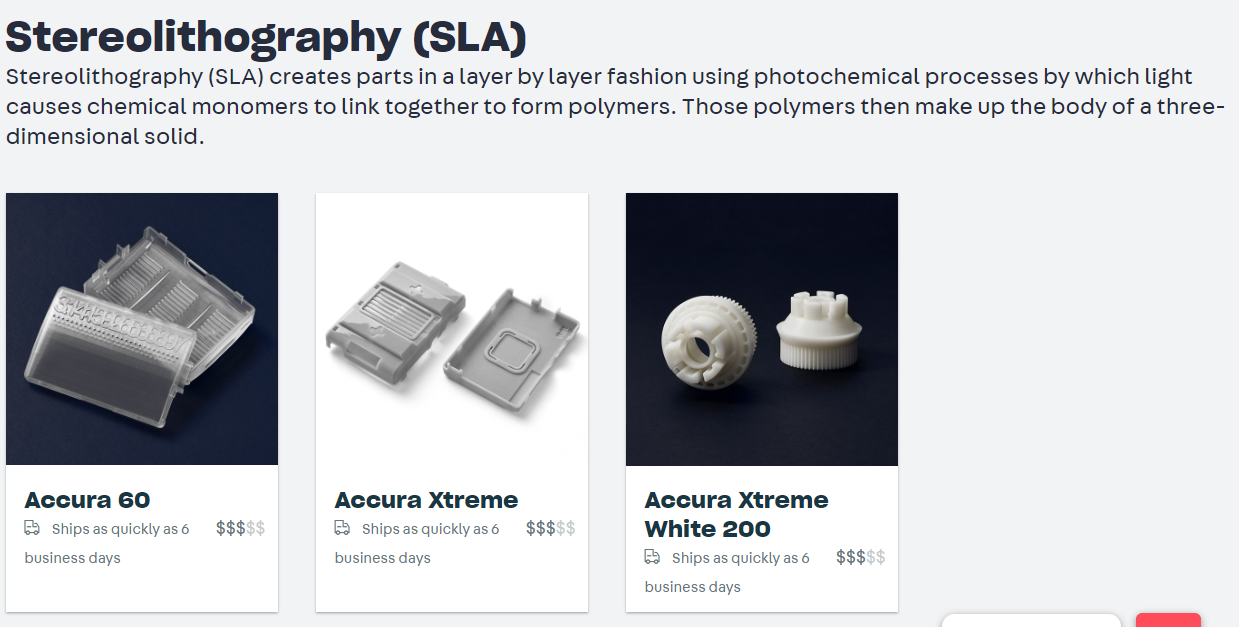 Stereolithography (SLA)
Stereolithography (SLA) creates parts in a layer by layer fashion using photochemical processes by which light
causes chemical monomers to link together to form polymers. Those polymers then make up the body of a three-
dimensional solid.
Accura 60
Ships as quickly as 6 $$$$$
business days
Accura Xtreme
Ships as quickly as 6 $$$$$
business days
Accura Xtreme
White 200
Ships as quickly as 6 $$$$$
business days